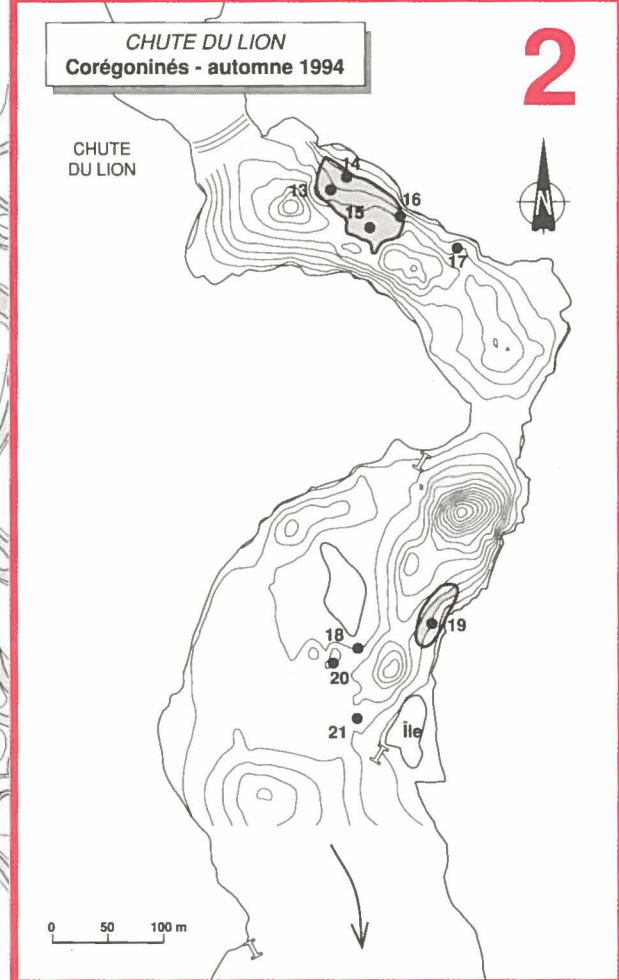 CHUTE DU LION
Corégoninés - automne 1994
2
CHUTE
DU LION
N
14
13
16
15
17
19
18
20
21
Île
0 50 100 m